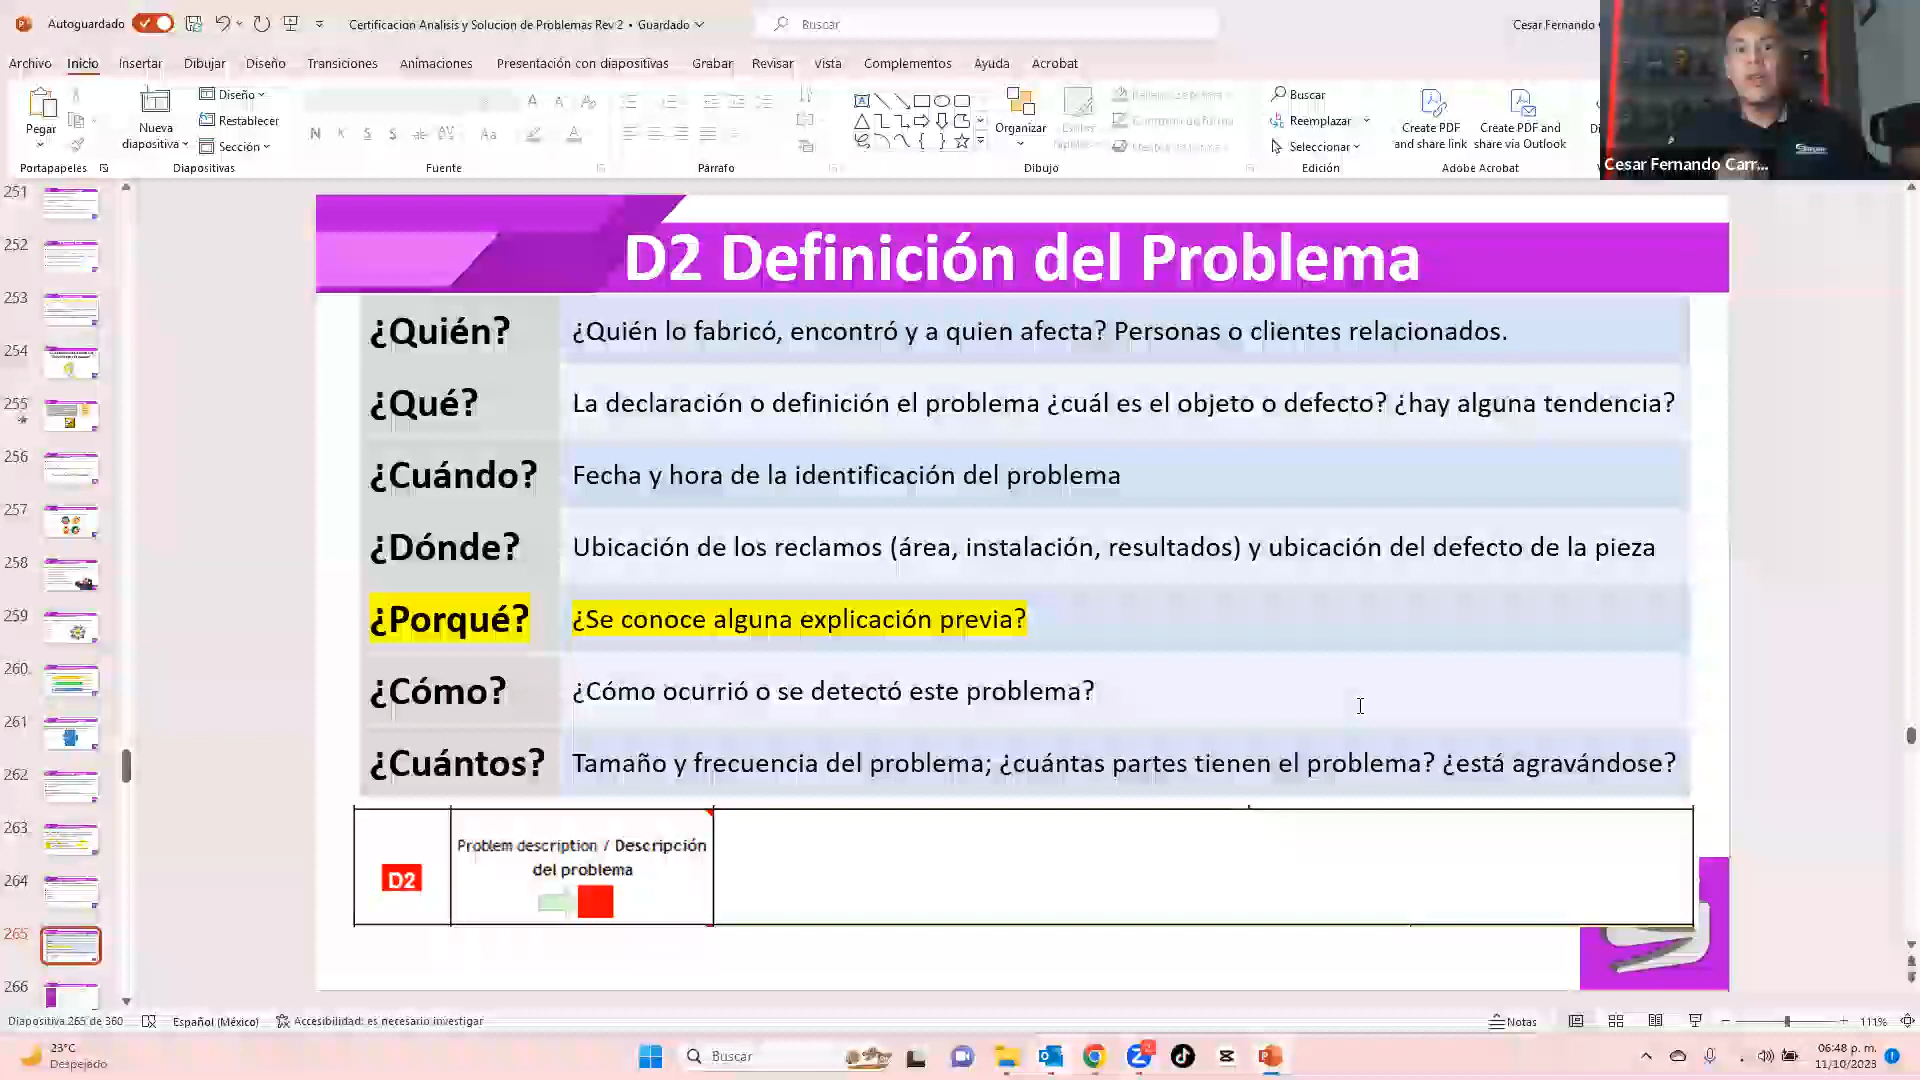 Autoguardado
Certificacion Analisis y Solucion de Problemas Rev 2 • Guardado
Buscar
Cesar Fernando
Archivo Inicio Insertar Dibujar Diseño Transiciones Animaciones Presentación con diapositivas Grabar Revisar Vista Complementos Ayuda Acrobat
Pegar
Nueva diapositiva
Diseño
Restablecer
Sección
N K S S ab AV Aa
Organizar
Estilos rápidos
Buscar
Reemplazar
Seleccionar
Create PDF and share link
Create PDF and share via Outlook
Portapapeles Diapositivas Fuente Párrafo Dibujo Edición Adobe Acrobat
Cesar Fernando Carr...
251
252
253
254
255
256
257
258
259
260
261
262
263
264
265
266
D2 Definición del Problema
¿Quién? ¿Quién lo fabricó, encontró y a quien afecta? Personas o clientes relacionados.
¿Qué? La declaración o definición el problema ¿cuál es el objeto o defecto? ¿hay alguna tendencia?
¿Cuándo? Fecha y hora de la identificación del problema
¿Dónde? Ubicación de los reclamos (área, instalación, resultados) y ubicación del defecto de la pieza
¿Porqué? ¿Se conoce alguna explicación previa?
¿Cómo? ¿Cómo ocurrió o se detectó este problema?
¿Cuántos? Tamaño y frecuencia del problema; ¿cuántas partes tienen el problema? ¿está agravándose?
D2
Problem description / Descripción
del problema
Diapositiva 265 de 360 Español (México) Accesibilidad: es necesario investigar Notas 111%
23°C
Despejado
Buscar
06:48 p. m.
11/10/2023